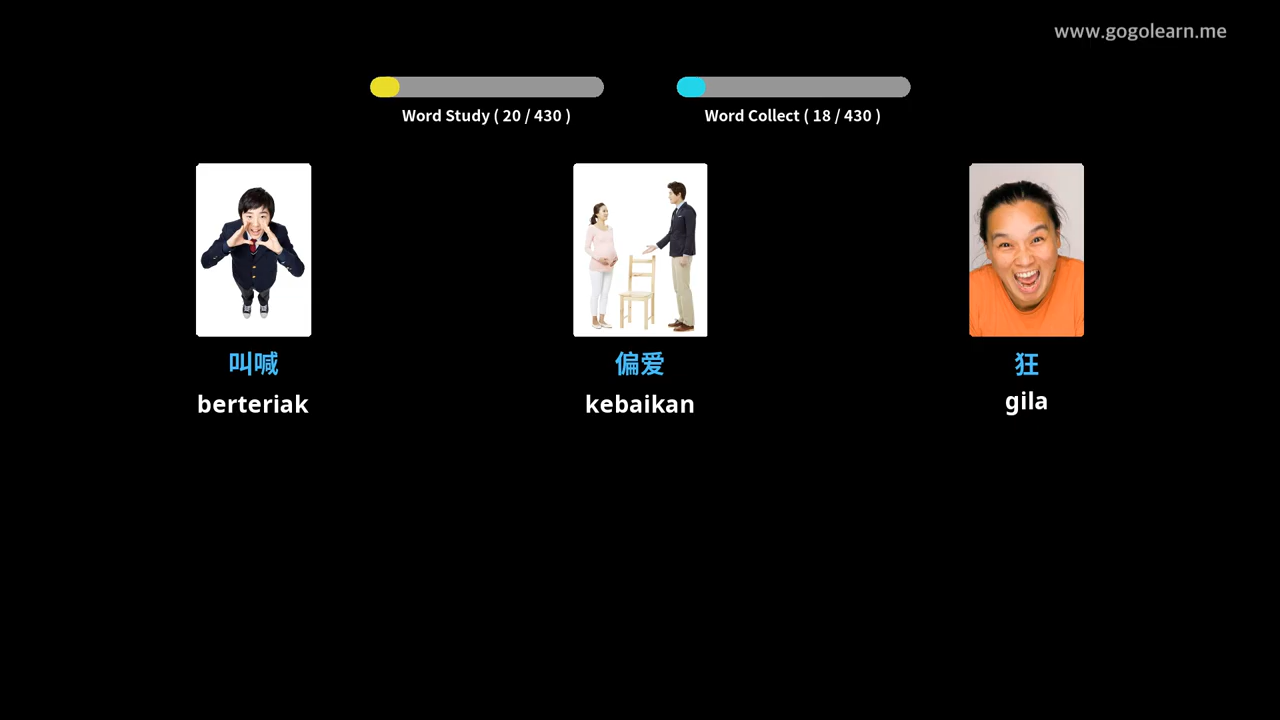 www.gogolearn.me
Word Study ( 20 / 430 )
Word Collect ( 18 / 430 )
叫喊
berteriak
偏爱
kebaikan
狂
gila